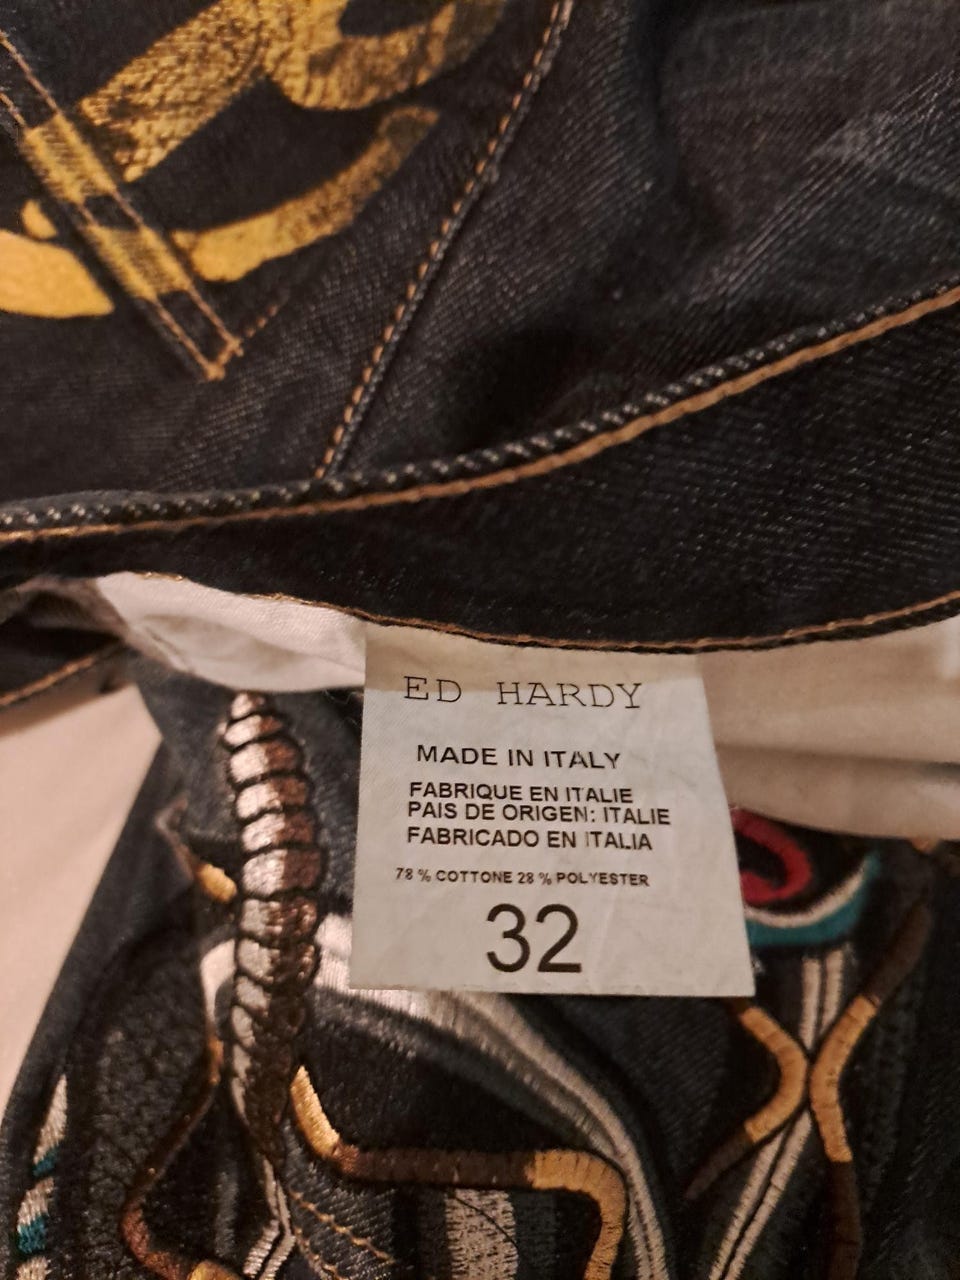 ED HARDY
MADE IN ITALY
FABRIQUE EN ITALIE
PAIS DE ORIGEN: ITALIE
FABRICADO EN ITALIA
78 % COTTONE 28 % POLYESTER
32